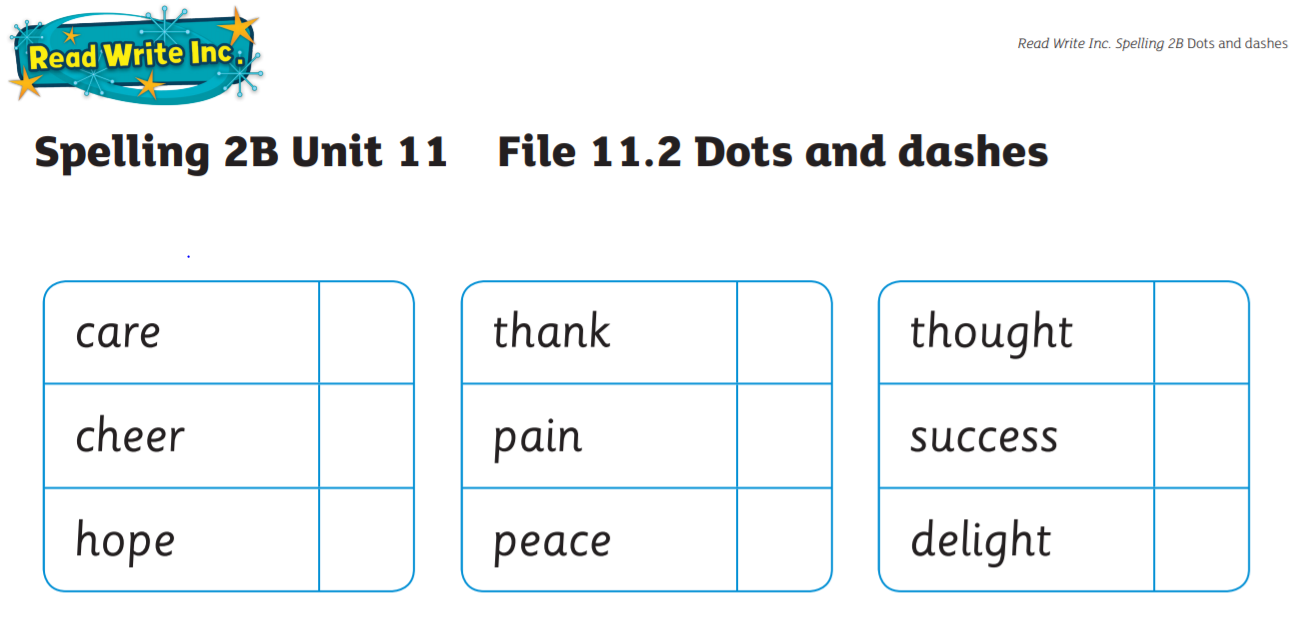 Read Write Inc.
Read Write Inc. Spelling 2B Dots and dashes
Spelling 2B Unit 11 File 11.2 Dots and dashes
care thank thought
cheer pain success
hope peace delight